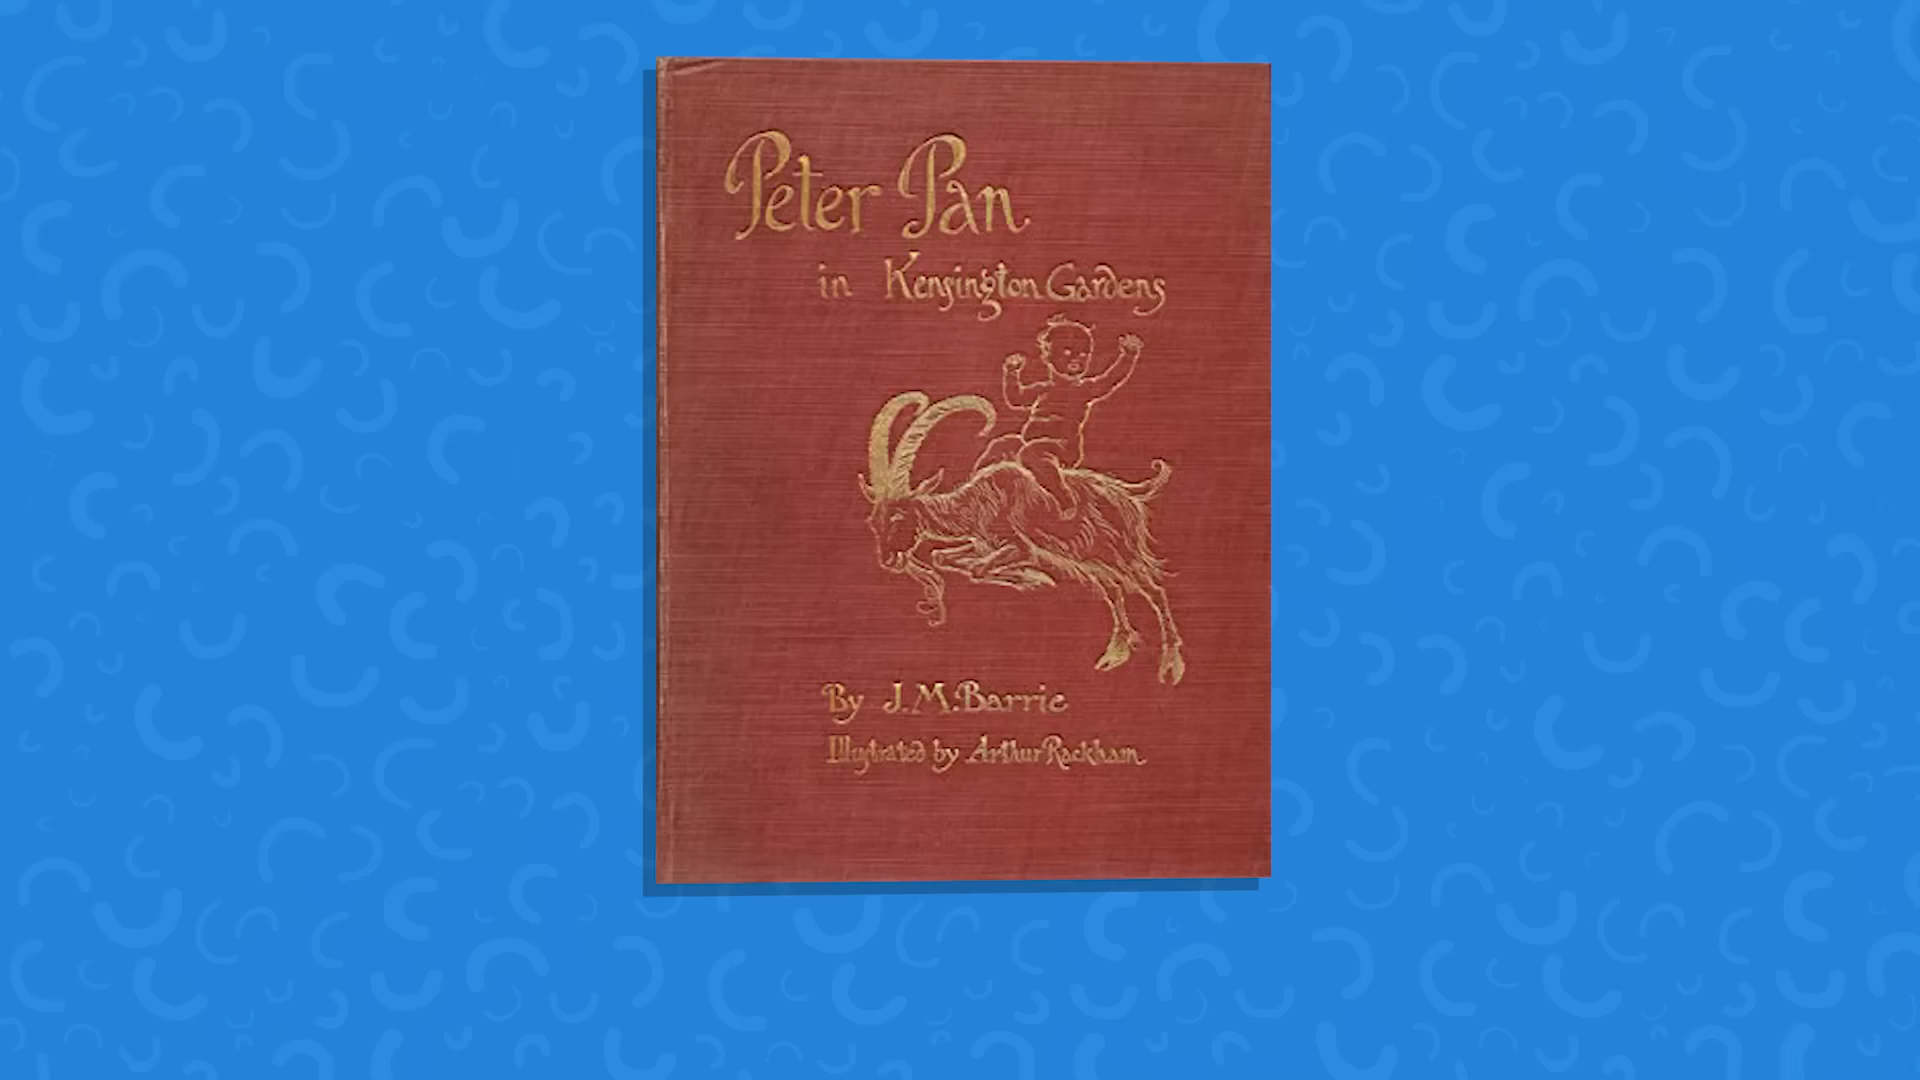 Peter Pan
in Kensington Gardens
By J.M. Barrie
Illustrated by Arthur Rackham